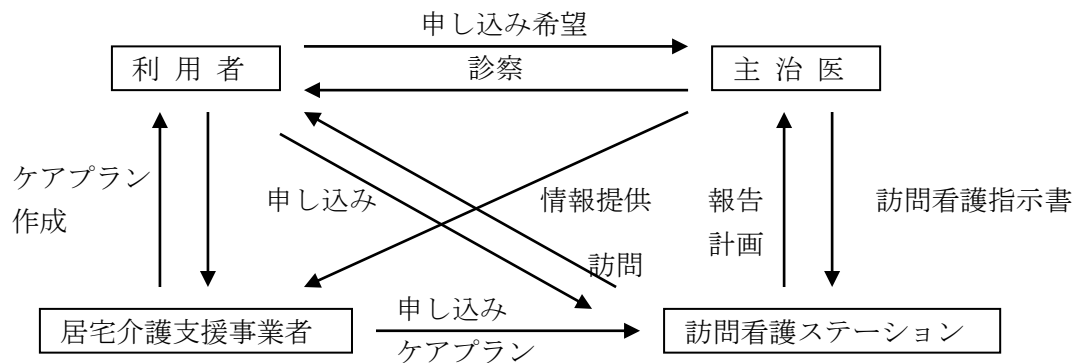 申し込み希望
利 用 者
診察
主 治 医
ケアプラン
作成
申し込み
情報提供
報告
計画
訪問看護指示書
訪問
居宅介護支援事業者
申し込み
ケアプラン
訪問看護ステーション